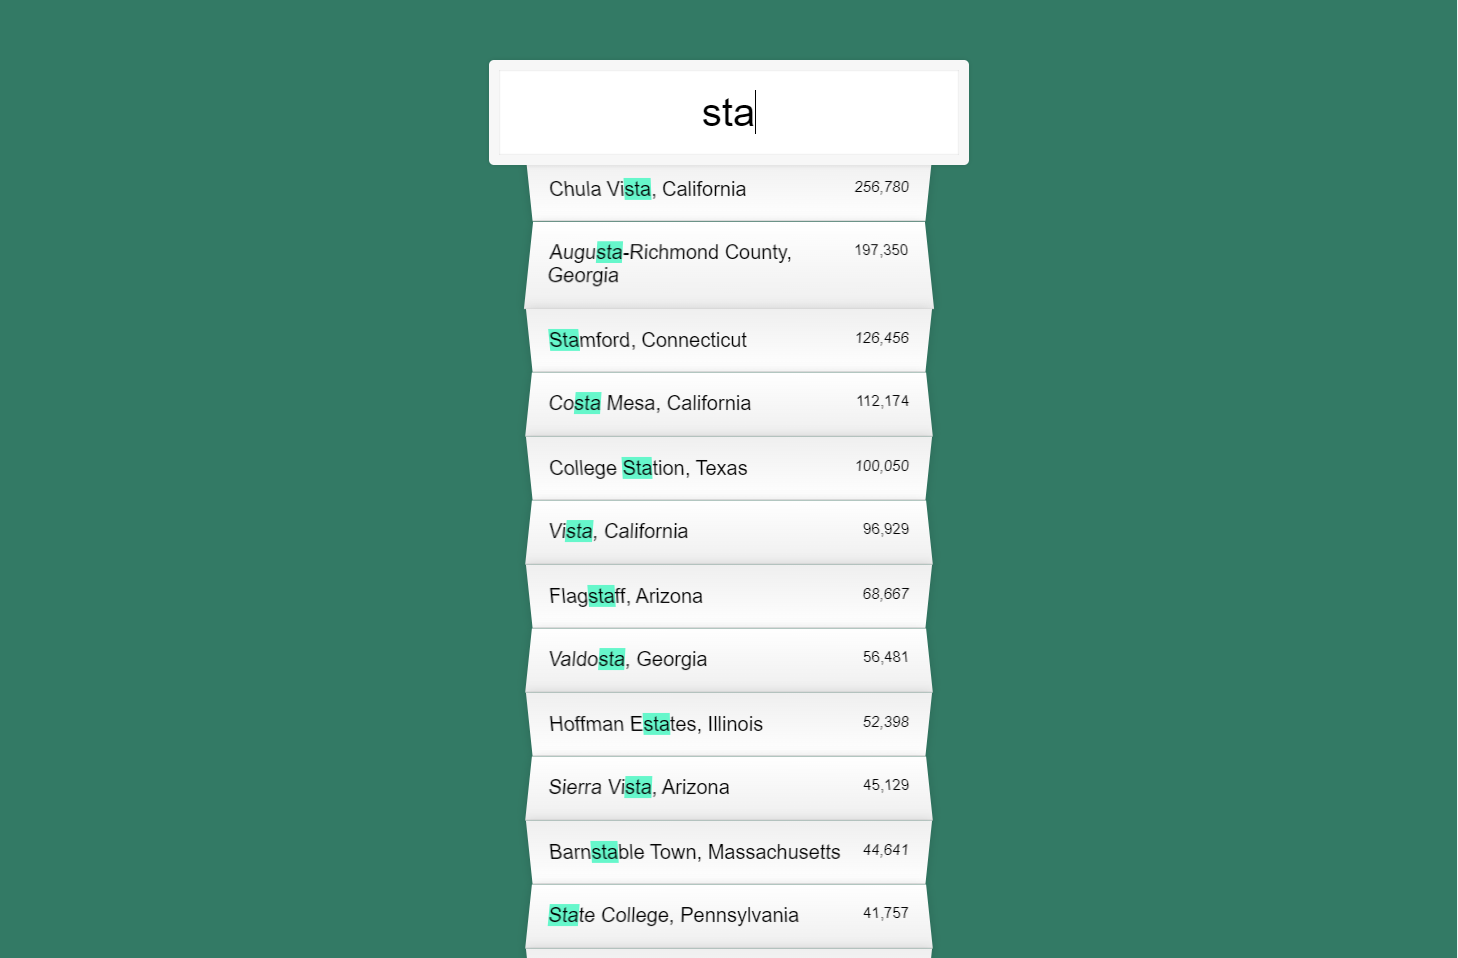 sta
Chula Vista, California 256,780
Augusta-Richmond County, 197,350
Georgia
Stamford, Connecticut 126,456
Costa Mesa, California 112,174
College Station, Texas 100,050
Vista, California 96,929
Flagstaff, Arizona 68,667
Valdosta, Georgia 56,481
Hoffman Estates, Illinois 52,398
Sierra Vista, Arizona 45,129
Barnstable Town, Massachusetts 44,641
State College, Pennsylvania 41,757